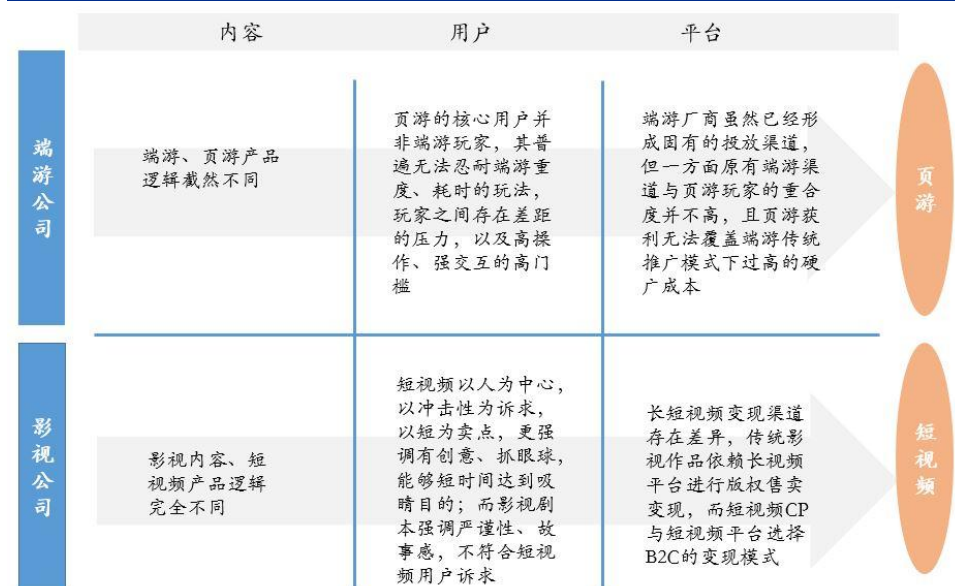 内容
用户
平台
端游公司
端游、页游产品
逻辑截然不同
页游的核心用户并
非端游玩家，其普
遍无法忍耐端游重
度、耗时的玩法，
玩家之间存在差距
的压力，以及高操
作、强交互的高门
槛
端游厂商虽然已经形
成固有的投放渠道，
但一方面原有端游渠
道与页游玩家的重合
度并不高，且页游获
利无法覆盖端游传统
推广模式下过高的硬
广成本
页游
影视公司
影视内容、短
视频产品逻辑
完全不同
短视频以人为中心，
以冲击性为诉求，
以短为卖点，更强
调有创意、抓眼球，
能够短时间达到吸
睛目的；而影视剧
本强调严谨性、故
事感，不符合短视
频用户诉求
长短视频变现渠道
存在差异，传统影
视作品依赖长视频
平台进行版权售卖
变现，而短视频CP
与短视频平台选择
B2C的变现模式
短视频